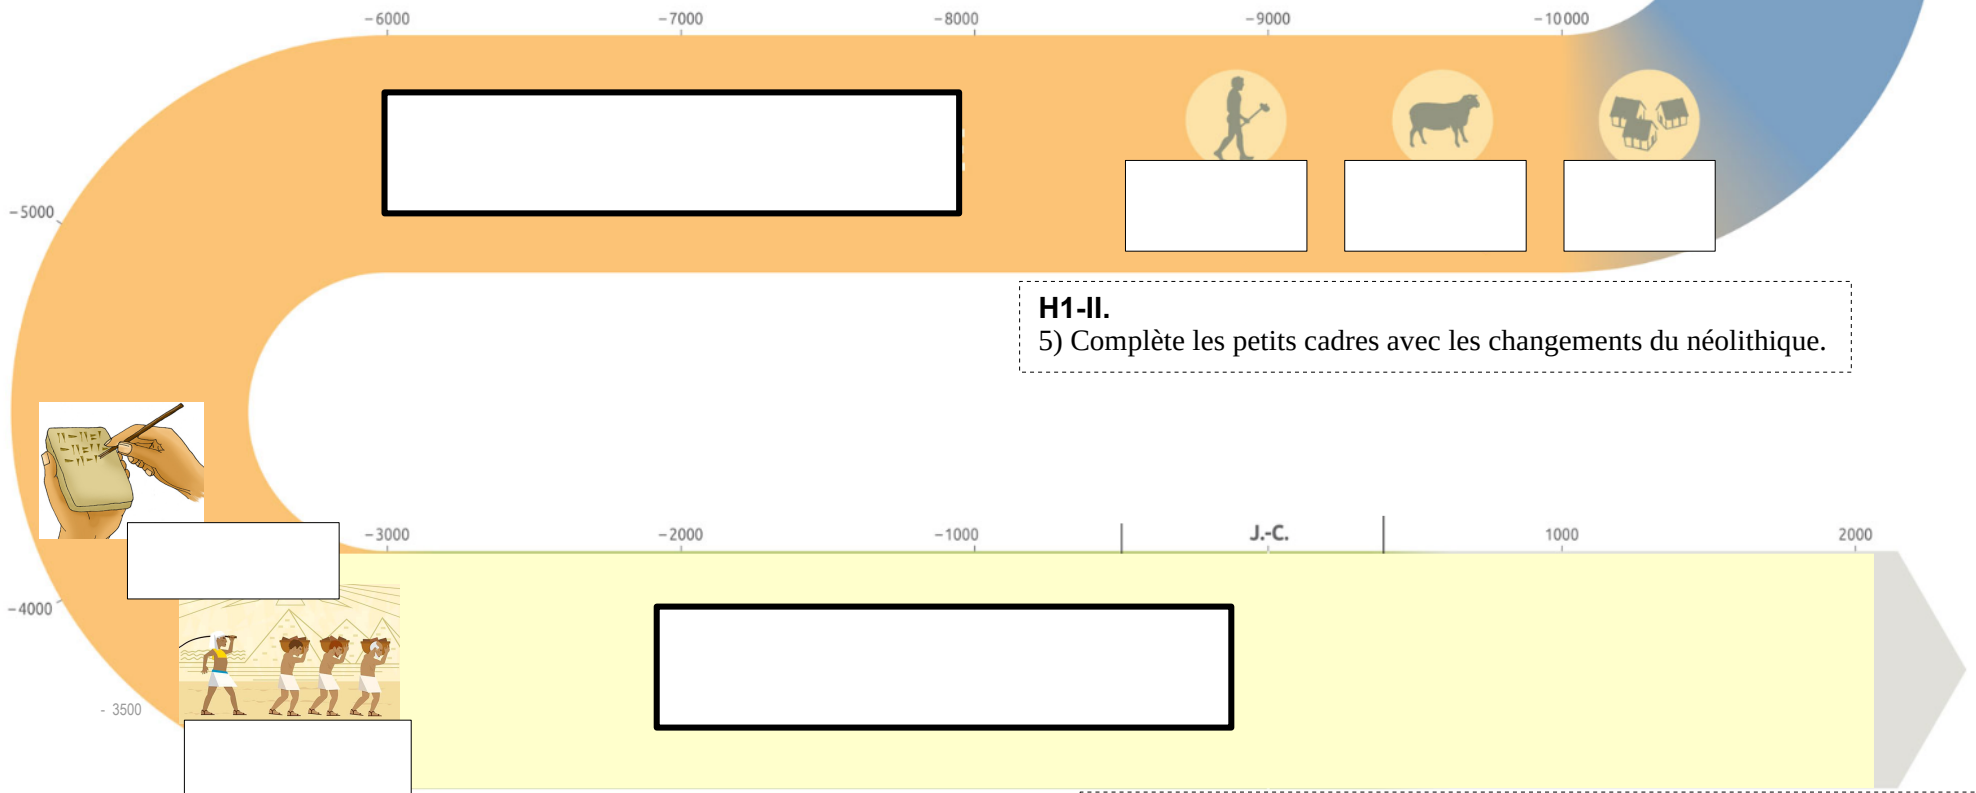 −6000 −7000 −8000 −9000 −10000
−5000
H1-II.
5) Complète les petits cadres avec les changements du néolithique.
−3000 −2000 −1000 J.-C. 1000 2000
−4000
- 3500